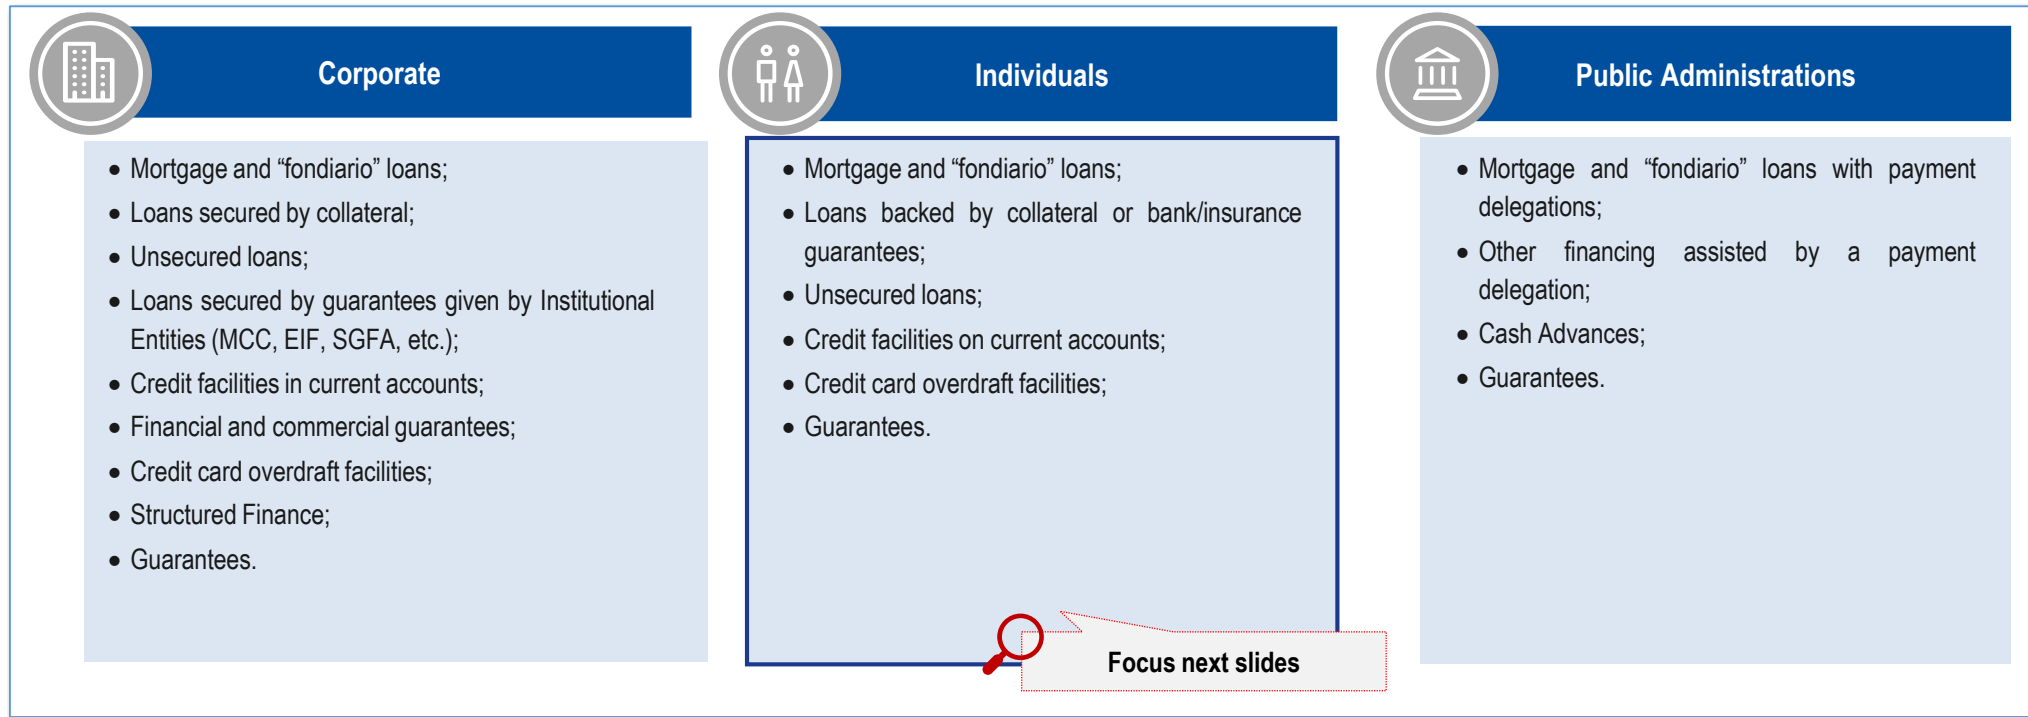 Corporate
• Mortgage and “fondiario” loans;
• Loans secured by collateral;
• Unsecured loans;
• Loans secured by guarantees given by Institutional
Entities (MCC, EIF, SGFA, etc.);
• Credit facilities in current accounts;
• Financial and commercial guarantees;
• Credit card overdraft facilities;
• Structured Finance;
• Guarantees.
Individuals
• Mortgage and “fondiario” loans;
• Loans backed by collateral or bank/insurance
guarantees;
• Unsecured loans;
• Credit facilities on current accounts;
• Credit card overdraft facilities;
• Guarantees.
Focus next slides
Public Administrations
• Mortgage and “fondiario” loans with payment
delegations;
• Other financing assisted by a payment
delegation;
• Cash Advances;
• Guarantees.